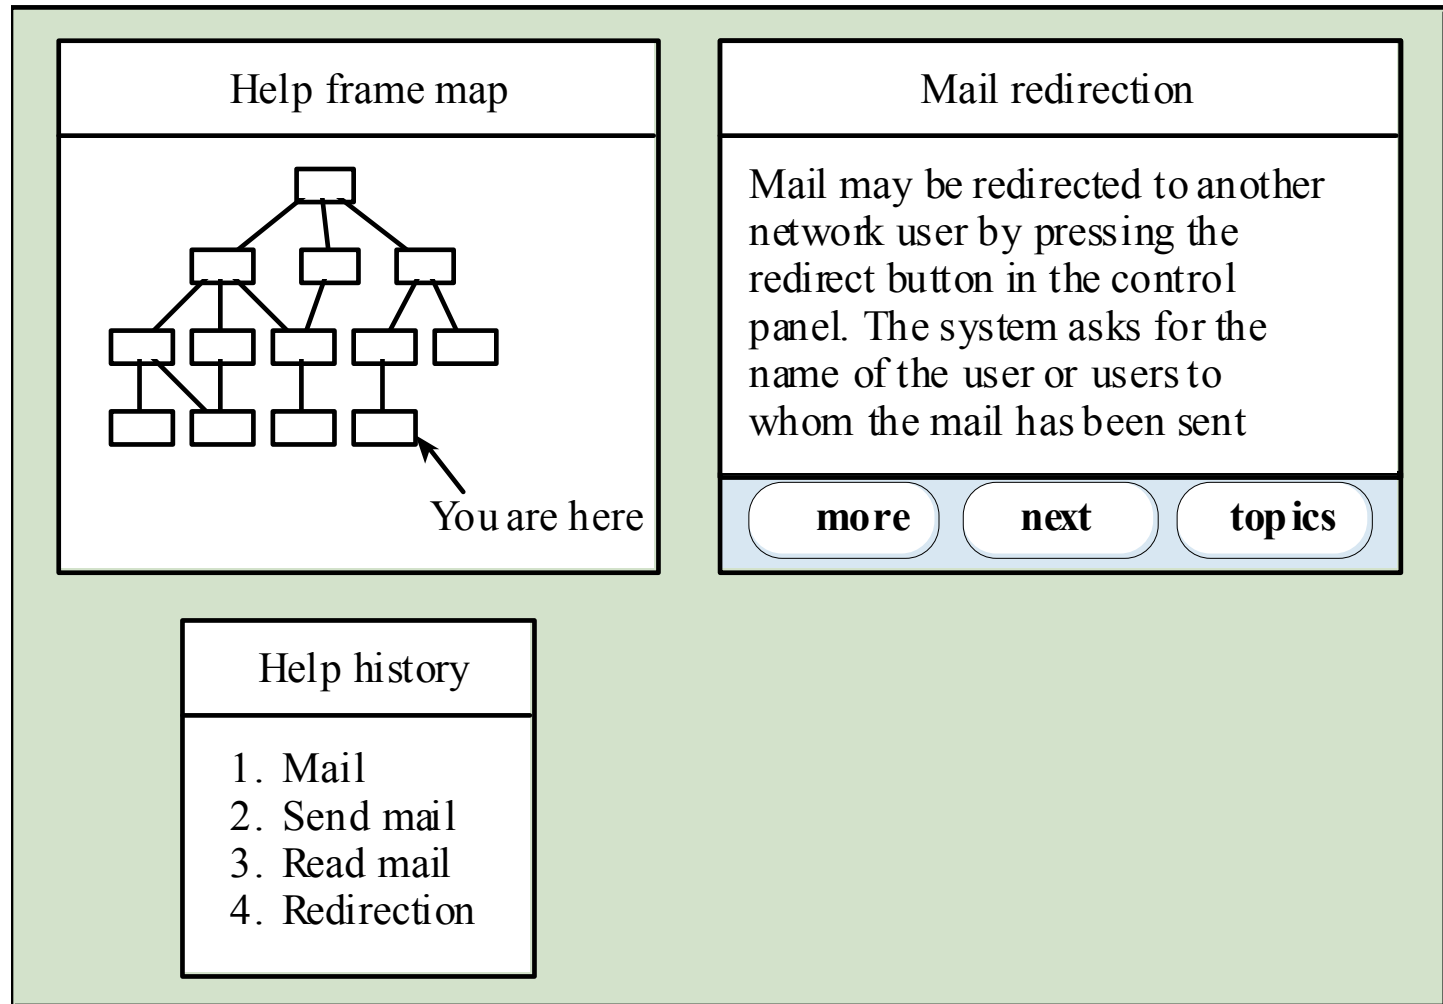 Help frame map
You are here
Mail redirection
Mail may be redirected to another
network user by pressing the
redirect button in the control
panel. The system asks for the
name of the user or users to
whom the mail has been sent
more
next
topics
Help history
1. Mail
2. Send mail
3. Read mail
4. Redirection